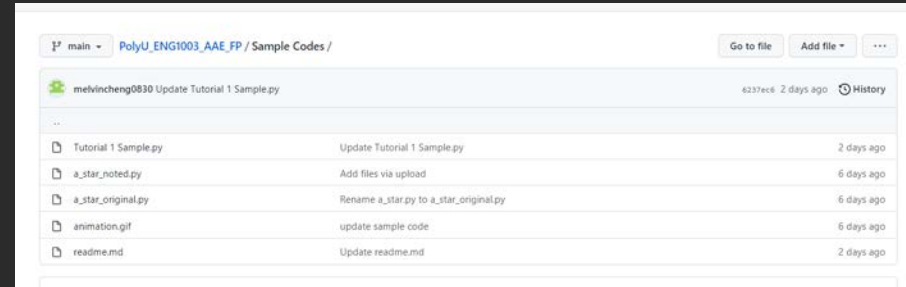 main PolyU_ENG1003_AAE_FP / Sample Codes / Go to file Add file ...
melvincheng0830 Update Tutorial 1 Sample.py 6237ec6 2 days ago History
..
Tutorial 1 Sample.py Update Tutorial 1 Sample.py 2 days ago
a_star_noted.py Add files via upload 6 days ago
a_star_original.py Rename a_star.py to a_star_original.py 6 days ago
animation.gif update sample code 6 days ago
readme.md Update readme.md 2 days ago